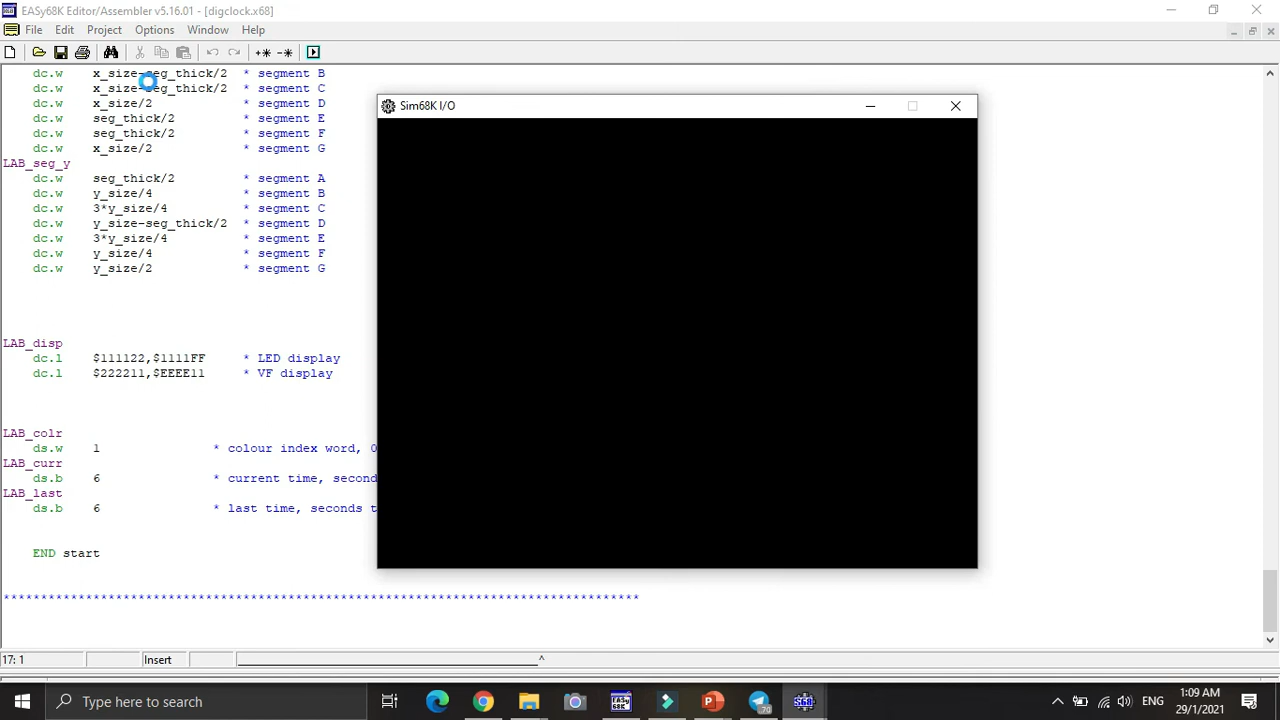 EASy68K Editor/Assembler v5.16.01 - [digclock.x68]
File Edit Project Options Window Help
dc.w x_size-seg_thick/2 * segment B
dc.w x_size-seg_thick/2 * segment C
dc.w x_size/2 * segment D
dc.w seg_thick/2 * segment E
dc.w seg_thick/2 * segment F
dc.w x_size/2 * segment G
LAB_seg_y
dc.w seg_thick/2 * segment A
dc.w y_size/4 * segment B
dc.w 3*y_size/4 * segment C
dc.w y_size-seg_thick/2 * segment D
dc.w 3*y_size/4 * segment E
dc.w y_size/4 * segment F
dc.w y_size/2 * segment G
LAB_disp
dc.l $111122,$1111FF * LED display
dc.l $222211,$EEEE11 * VF display
LAB_colr
ds.w 1 * colour index word, 0
LAB_curr
ds.b 6 * current time, second
LAB_last
ds.b 6 * last time, seconds t
END start
*************************************************************************************
Sim68K I/O
17: 1 Insert ^
Type here to search
70
ENG
1:09 AM
29/1/2021